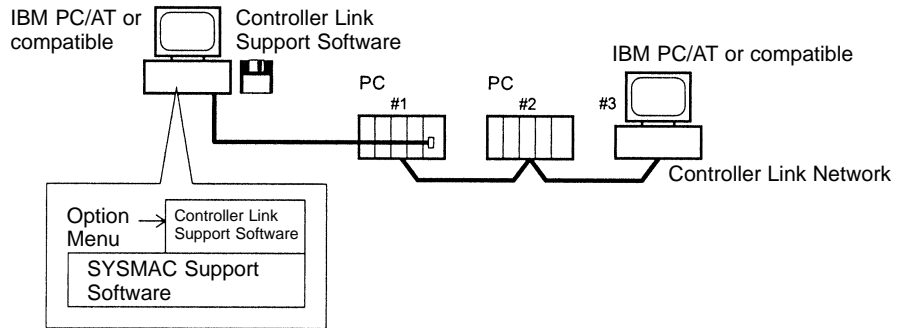 IBM PC/AT or
compatible
Controller Link
Support Software
IBM PC/AT or compatible
PC
#1
PC
#2
#3
Controller Link Network
Option
Menu
Controller Link
Support Software
SYSMAC Support
Software